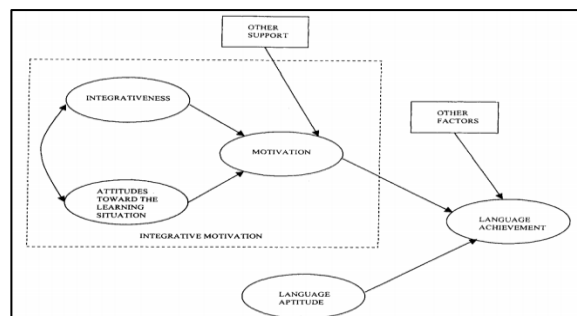 OTHER
SUPPORT
INTEGRATIVENESS
OTHER
FACTORS
MOTIVATION
ATTITUDES
TOWARD THE
LEARNING
SITUATION
LANGUAGE
ACHIEVEMENT
INTEGRATIVE MOTIVATION
LANGUAGE
APTITUDE